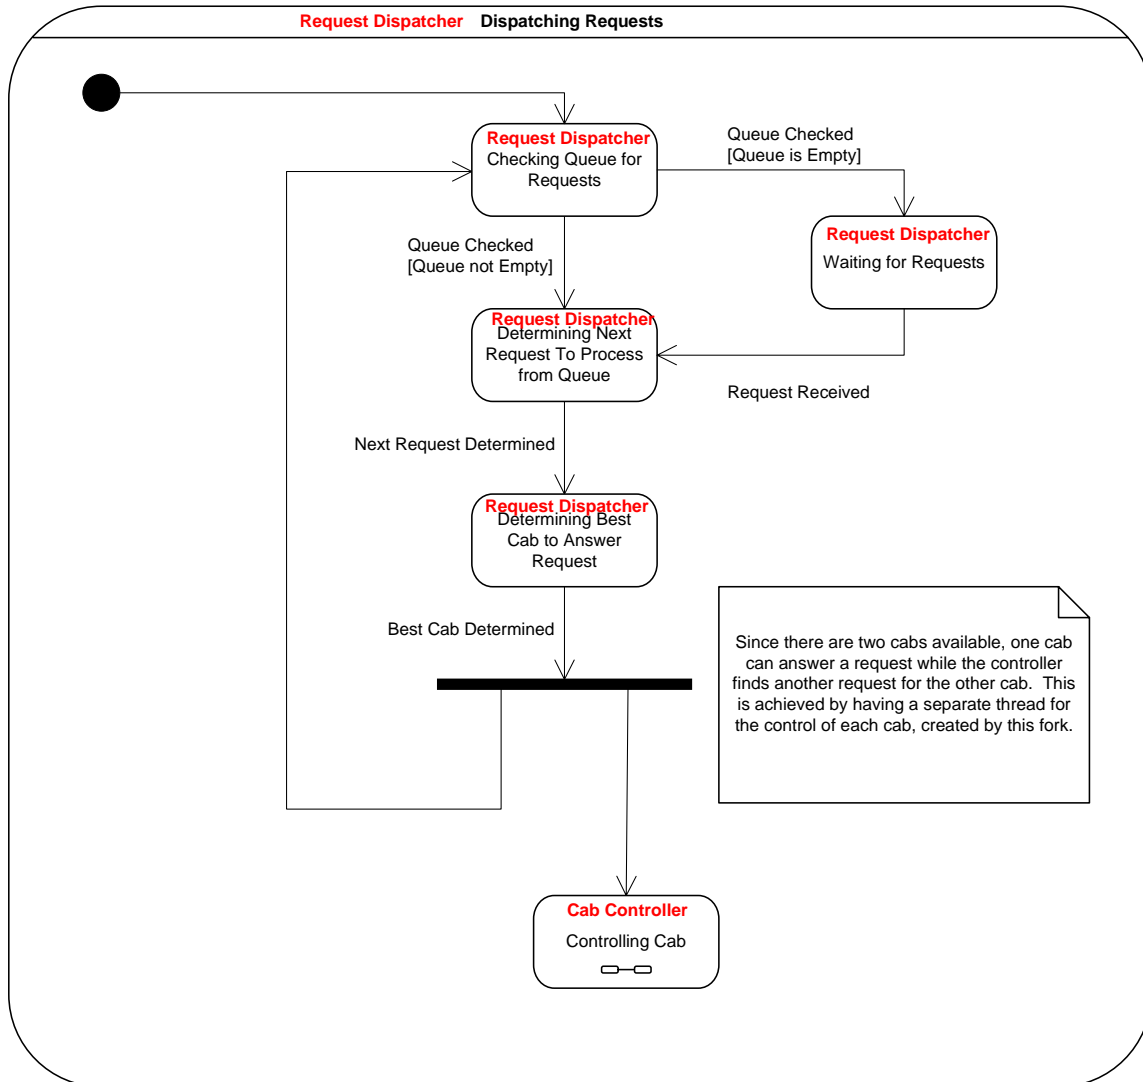 Request Dispatcher Dispatching Requests
Request Dispatcher
Checking Queue for
Requests
Queue Checked
[Queue is Empty]
Request Dispatcher
Waiting for Requests
Queue Checked
[Queue not Empty]
Request Dispatcher
Determining Next
Request To Process
from Queue
Request Received
Next Request Determined
Request Dispatcher
Determining Best
Cab to Answer
Request
Best Cab Determined
Since there are two cabs available, one cab
can answer a request while the controller
finds another request for the other cab. This
is achieved by having a separate thread for
the control of each cab, created by this fork.
Cab Controller
Controlling Cab